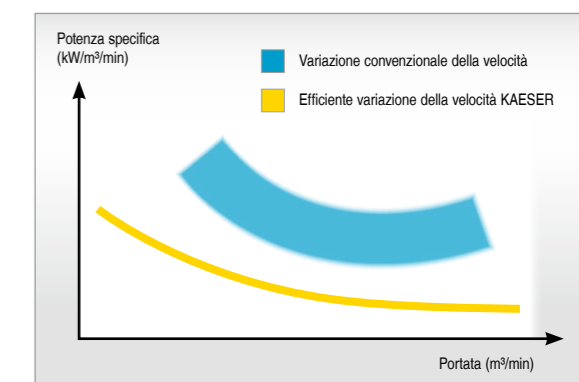 Potenza specifica
(kW/m³/min)
Variazione convenzionale della velocità
Efficiente variazione della velocità KAESER
Portata (m³/min)